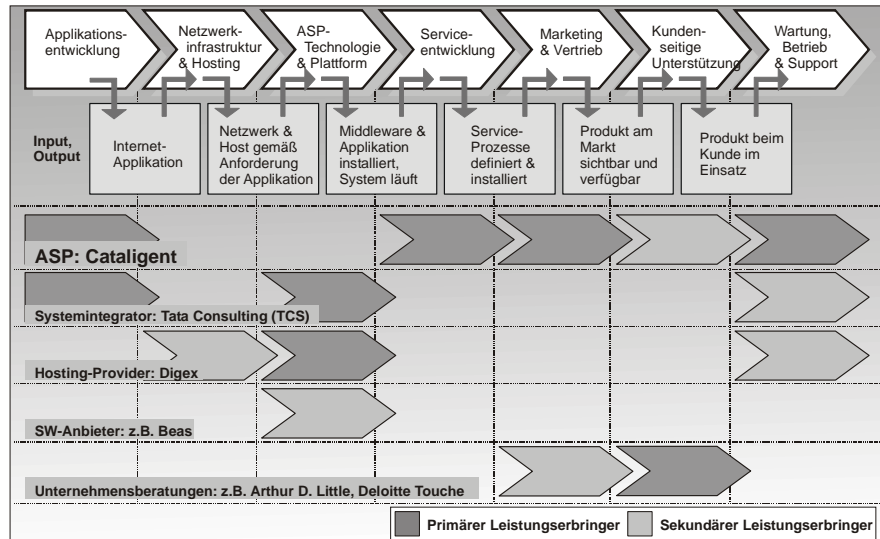 Applikations-
entwicklung
Netzwerk-
infrastruktur
& Hosting
ASP-
Technologie
& Plattform
Service-
entwicklung
Marketing
& Vertrieb
Kunden-
seitige
Unterstützung
Wartung,
Betrieb
& Support
Input,
Output
Internet-
Applikation
Netzwerk &
Host gemäß
Anforderung
der Applikation
Middleware &
Applikation
installiert,
System läuft
Service-
Prozesse
definiert &
installiert
Produkt am
Markt
sichtbar und
verfügbar
Produkt beim
Kunde im
Einsatz
ASP: Cataligent
Systemintegrator: Tata Consulting (TCS)
Hosting-Provider: Digex
SW-Anbieter: z.B. Beas
Unternehmensberatungen: z.B. Arthur D. Little, Deloitte Touche
Primärer Leistungserbringer
Sekundärer Leistungserbringer